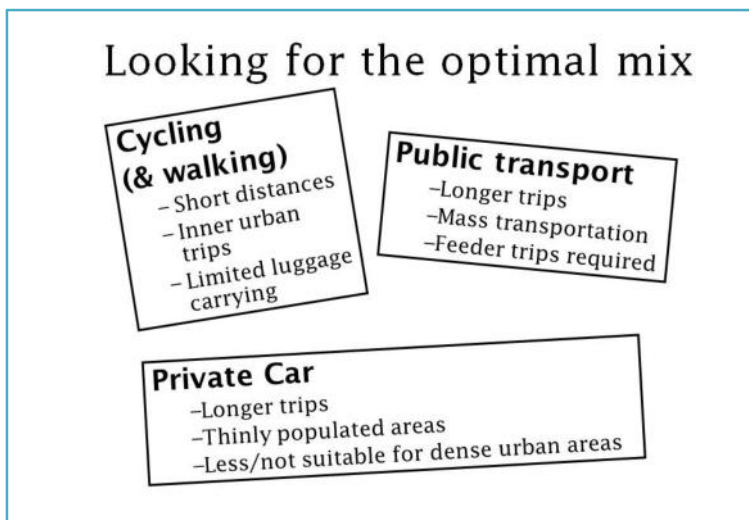 Looking for the optimal mix
Cycling
(& walking)
– Short distances
– Inner urban
trips
– Limited luggage
carrying
Public transport
–Longer trips
–Mass transportation
–Feeder trips required
Private Car
–Longer trips
–Thinly populated areas
–Less/not suitable for dense urban areas